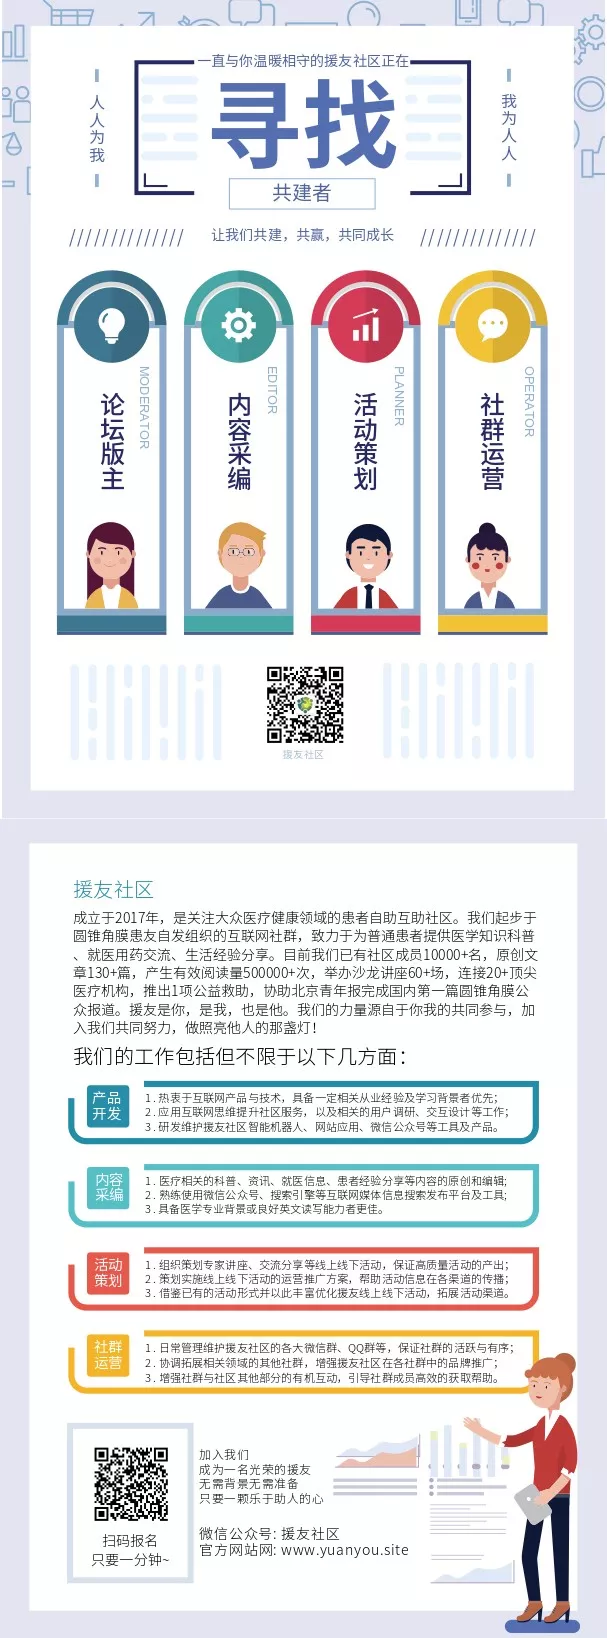 一直与你温暖相守的援友社区正在
人人为我
寻找
我为人人
共建者
让我们共建，共赢，共同成长
论坛版主
MODERATOR
内容采编
EDITOR
活动策划
PLANNER
社群运营
OPERATOR
援友社区
援友社区
成立于2017年，是关注大众医疗健康领域的患者自助互助社区。我们起步于
圆锥角膜患友自发组织的互联网社群，致力于为普通患者提供医学知识科普
、就医用药交流、生活经验分享。目前我们已有社区成员10000+名，原创文
章130+篇，产生有效阅读量500000+次，举办沙龙讲座60+场，连接20+顶尖
医疗机构，推出1项公益救助，协助北京青年报完成国内第一篇圆锥角膜公
众报道。援友是你，是我，也是他。我们的力量源自于你我的共同参与，加
入我们共同努力，做照亮他人的那盏灯！
我们的工作包括但不限于以下几方面：
产品
开发
1. 热衷于互联网产品与技术，具备一定相关从业经验及学习背景者优先；
2. 应用互联网思维提升社区服务，以及相关的用户调研、交互设计等工作；
3. 研发维护援友社区智能机器人、网站应用、微信公众号等工具及产品。
内容
采编
1. 医疗相关的科普、资讯、就医信息、患者经验分享等内容的原创和编辑;
2. 熟练使用微信公众号、搜索引擎等互联网媒体信息搜索发布平台及工具;
3. 具备医学专业背景或良好英文读写能力者更佳。
活动
策划
1. 组织策划专家讲座、交流分享等线上线下活动，保证高质量活动的产出；
2. 策划实施线上线下活动的运营推广方案，帮助活动信息在各渠道的传播；
3. 借鉴已有的活动形式并以此丰富优化援友线上线下活动，拓展活动渠道。
社群
运营
1. 日常管理维护援友社区的各大微信群、QQ群等，保证社群的活跃与有序；
2. 协调拓展相关领域的其他社群，增强援友社区在各社群中的品牌推广；
3. 增强社群与社区其他部分的有机互动，引导社群成员高效的获取帮助。
加入我们
成为一名光荣的援友
无需背景无需准备
只要一颗乐于助人的心
扫码报名
只要一分钟~
微信公众号: 援友社区
官方网站网: www.yuanyou.site